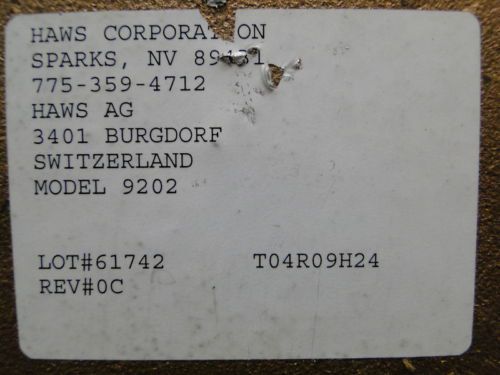 HAWS CORPORATION
SPARKS, NV 89431
775-359-4712
HAWS AG
3401 BURGDORF
SWITZERLAND
MODEL 9202
LOT#61742 T04R09H24
REV#0C